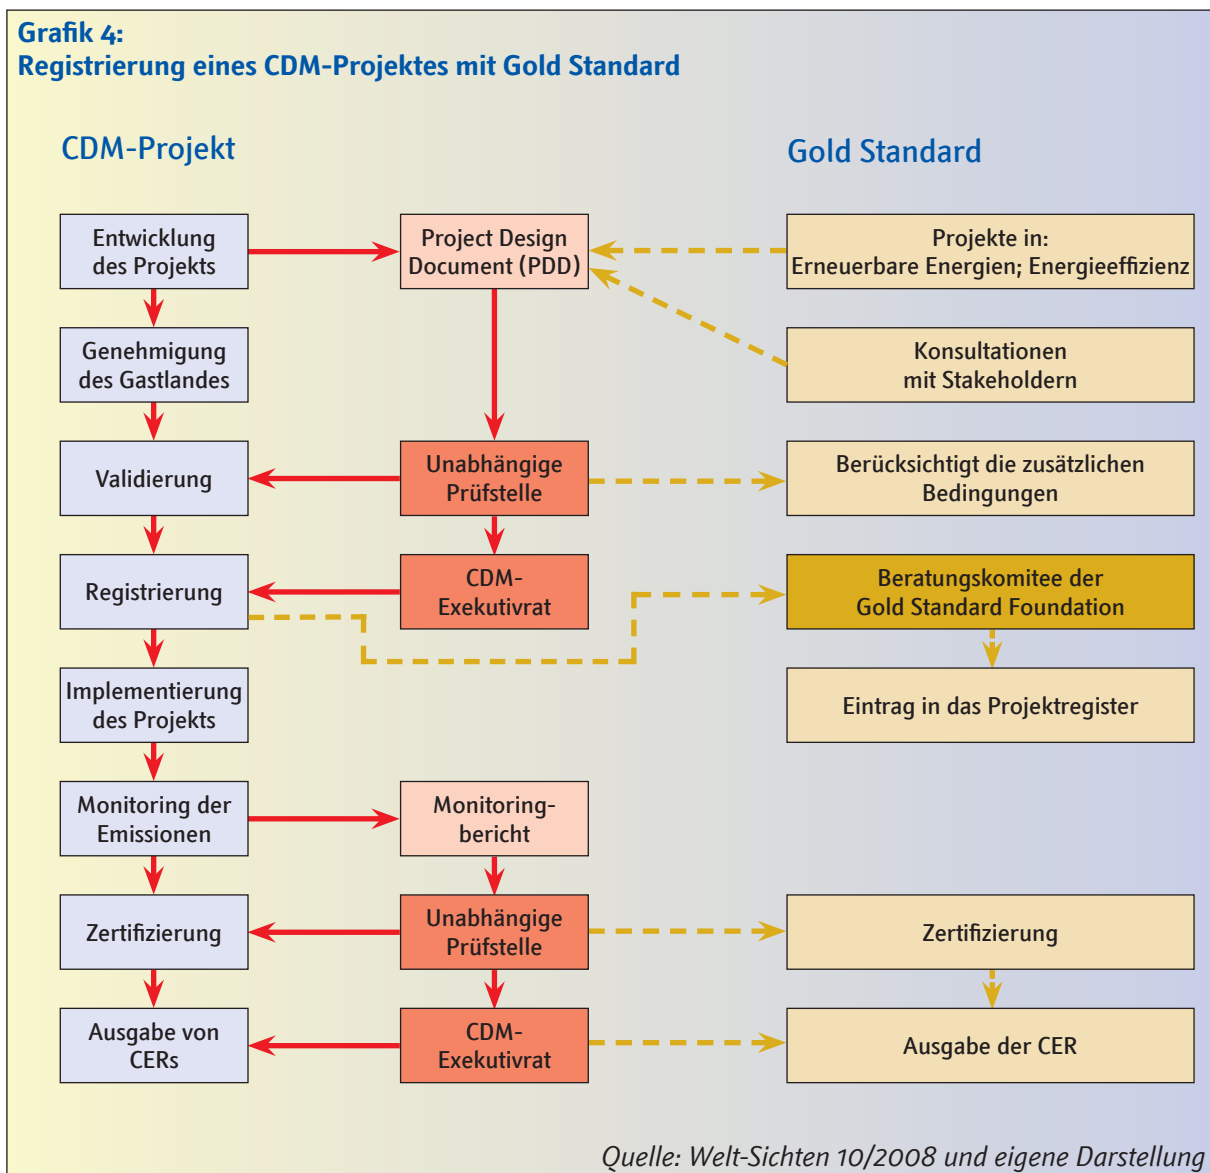 Grafik 4:
Registrierung eines CDM-Projektes mit Gold Standard
CDM-Projekt
Gold Standard
Entwicklung
des Projekts
Project Design
Document (PDD)
Projekte in:
Erneuerbare Energien; Energieeffizienz
Genehmigung
des Gastlandes
Konsultationen
mit Stakeholdern
Validierung
Unabhängige
Prüfstelle
Berücksichtigt die zusätzlichen
Bedingungen
Registrierung
CDM-
Exekutivrat
Beratungskomitee der
Gold Standard Foundation
Implementierung
des Projekts
Eintrag in das Projektregister
Monitoring der
Emissionen
Monitoring-
bericht
Zertifizierung
Unabhängige
Prüfstelle
Zertifizierung
Ausgabe von
CERs
CDM-
Exekutivrat
Ausgabe der CER
Quelle: Welt-Sichten 10/2008 und eigene Darstellung